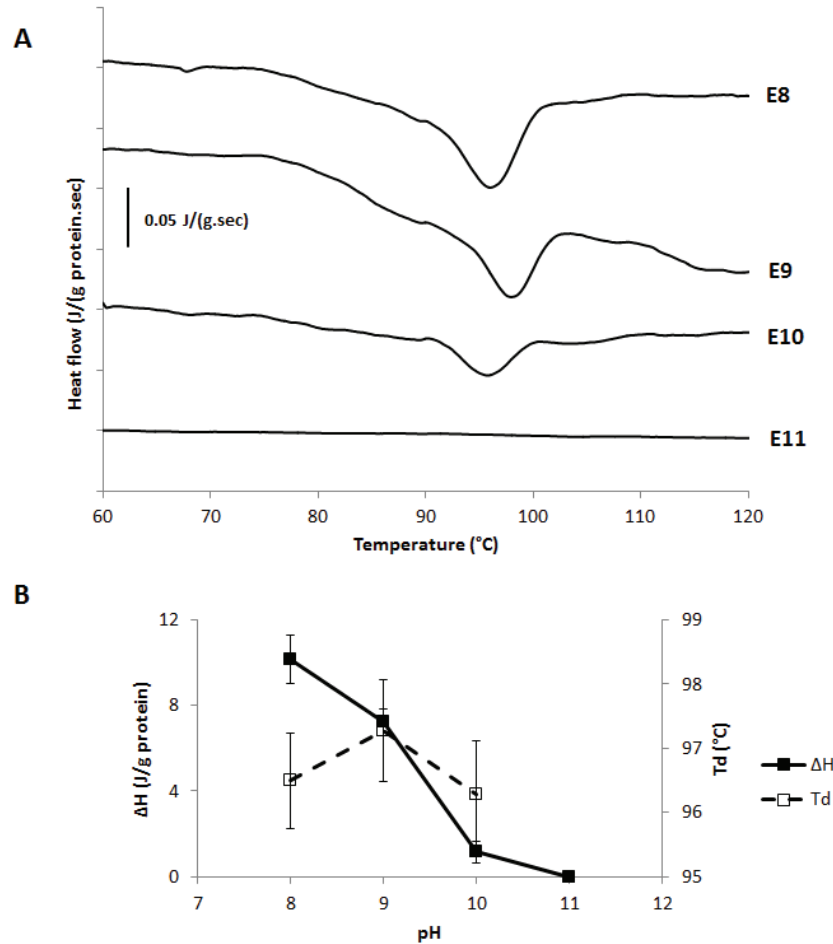 A
E8
E9
0.05 J/(g.sec)
E10
E11
Heat flow (J/(g protein.sec)
60 70 80 90 100 110 120
Temperature (°C)
B
12 99
98
8
97
4
96
0 95
ΔH (J/g protein)
Td (°C)
ΔH
Td
7 8 9 10 11 12
pH